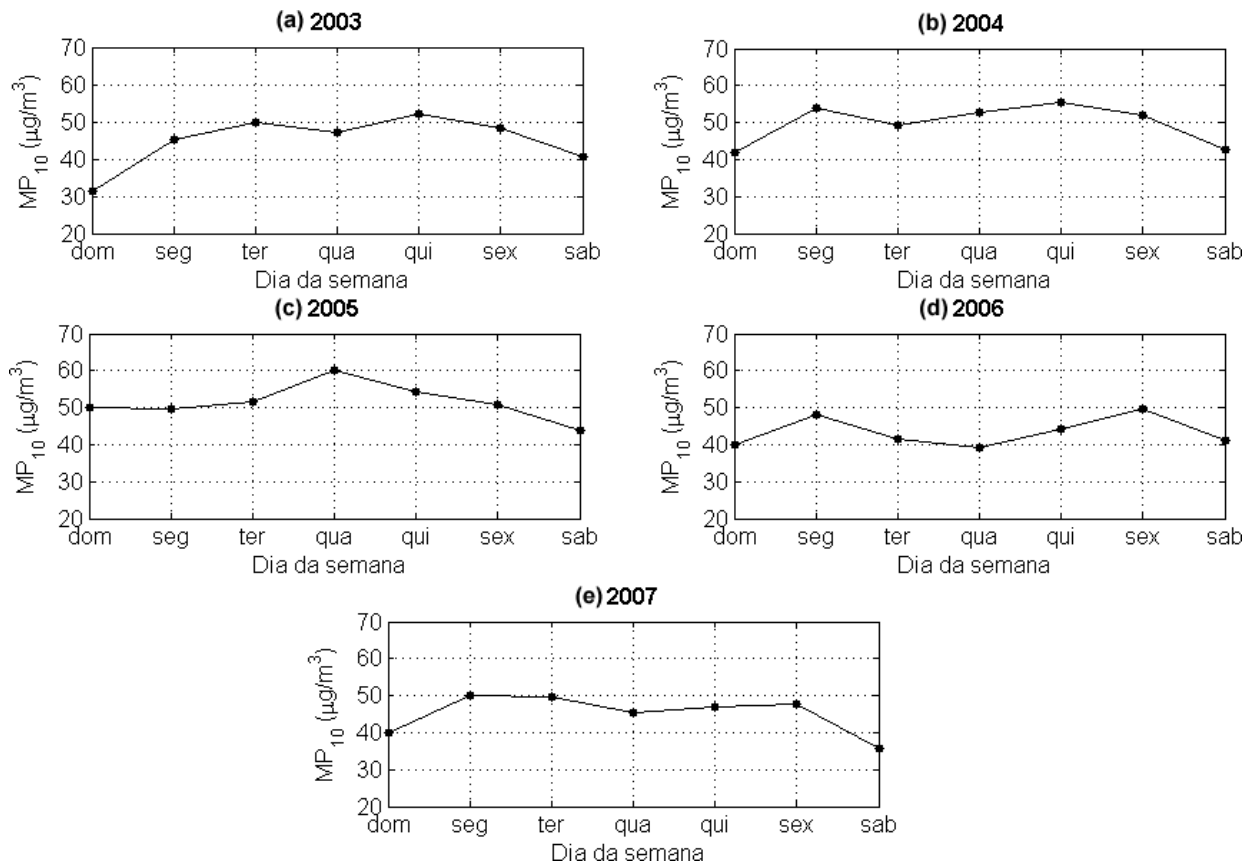 (a) 2003
70
60
50
40
30
20
MP10 (µg/m³)
dom seg ter qua qui sex sab
Dia da semana
(b) 2004
70
60
50
40
30
20
MP10 (µg/m³)
dom seg ter qua qui sex sab
Dia da semana
(c) 2005
70
60
50
40
30
20
MP10 (µg/m³)
dom seg ter qua qui sex sab
Dia da semana
(d) 2006
70
60
50
40
30
20
MP10 (µg/m³)
dom seg ter qua qui sex sab
Dia da semana
(e) 2007
70
60
50
40
30
20
MP10 (µg/m³)
dom seg ter qua qui sex sab
Dia da semana